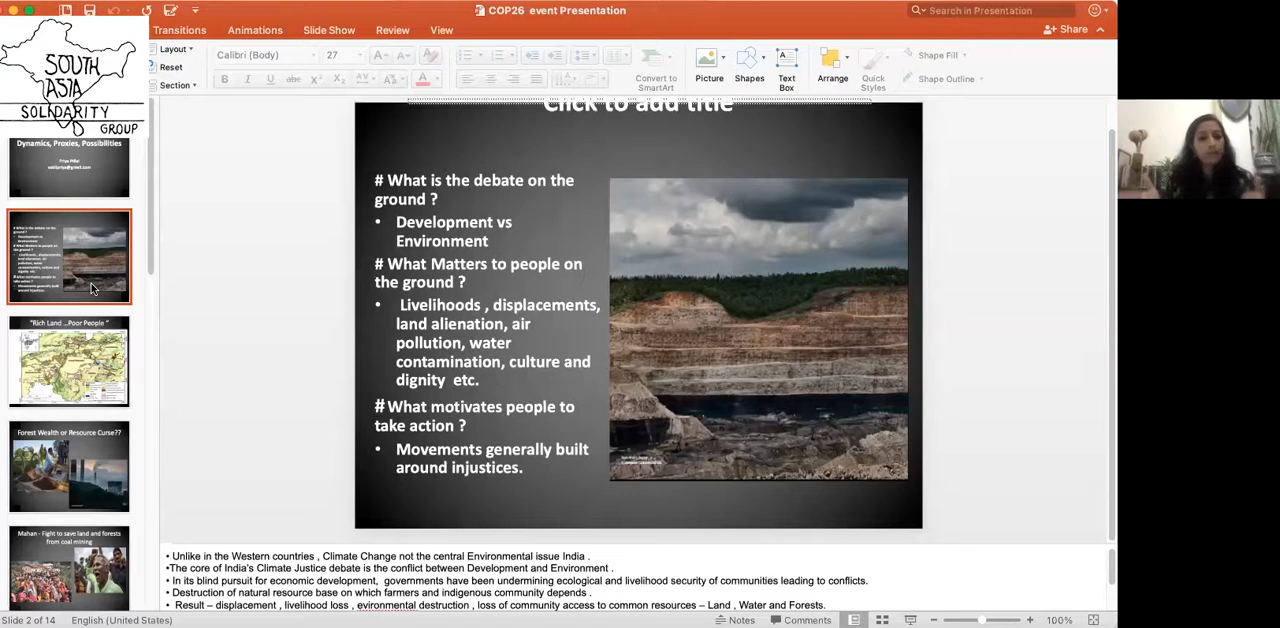 COP26 event Presentation
Search in Presentation
Transitions
Animations
Slide Show
Review
View
Share
SOUTH
ASIA
SOLIDARITY
GROUP
Layout
Reset
Section
Calibri (Body)
27
Convert to
SmartArt
Picture
Shapes
Text
Box
Arrange
Quick
Styles
Shape Fill
Shape Outline
Dynamics, Proxies, Possibilities
"Rich Land ...Poor People "
Forest Wealth or Resource Curse??
Mahan - Fight to save land and forests
from coal mining
Click to add title
# What is the debate on the
ground ?
• Development vs
Environment
# What Matters to people on
the ground ?
• Livelihoods , displacements,
land alienation, air
pollution, water
contamination, culture and
dignity etc.
# What motivates people to
take action ?
• Movements generally built
around injustices.
• Unlike in the Western countries , Climate Change not the central Environmental issue India .
•The core of India's Climate Justice debate is the conflict between Development and Environment .
• In its blind pursuit for economic development, governments have been undermining ecological and livelihood security of communities leading to conflicts.
• Destruction of natural resource base on which farmers and indigenous community depends .
• Result – displacement , livelihood loss , evironmental destruction , loss of community access to common resources – Land , Water and Forests.
Slide 2 of 14
English (United States)
Notes
Comments
100%